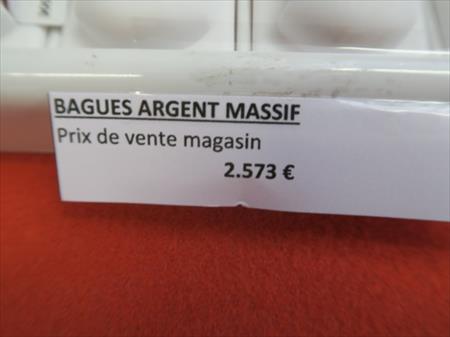 BAGUES ARGENT MASSIF
Prix de vente magasin
2.573 €